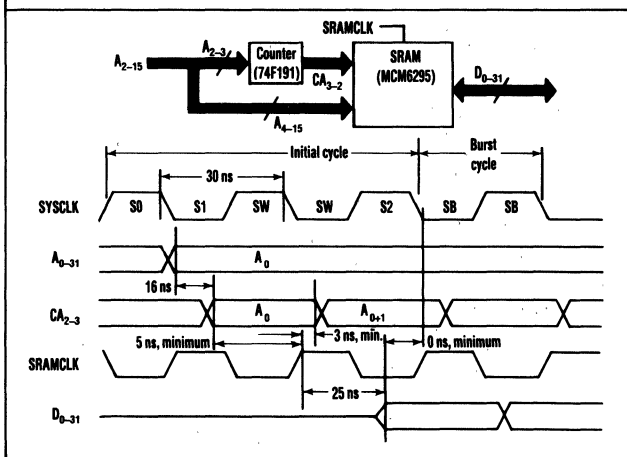 SRAMCLK
A2–15
A2–3
Counter
(74F191)
CA3–2
SRAM
(MCM6295)
D0–31
A4–15
Initial cycle
Burst
cycle
30 ns
SYSCLK
S0
S1
SW
SW
S2
SB
SB
A0–31
A0
16 ns
CA2–3
A0
A0+1
5 ns, minimum
3 ns, min.
0 ns, minimum
SRAMCLK
25 ns
D0–31